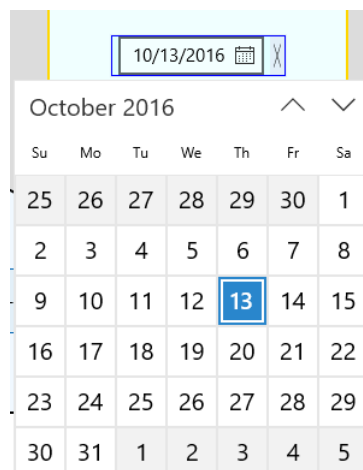 10/13/2016 X
October 2016
Su Mo Tu We Th Fr Sa
25 26 27 28 29 30 1
2 3 4 5 6 7 8
9 10 11 12 13 14 15
16 17 18 19 20 21 22
23 24 25 26 27 28 29
30 31 1 2 3 4 5